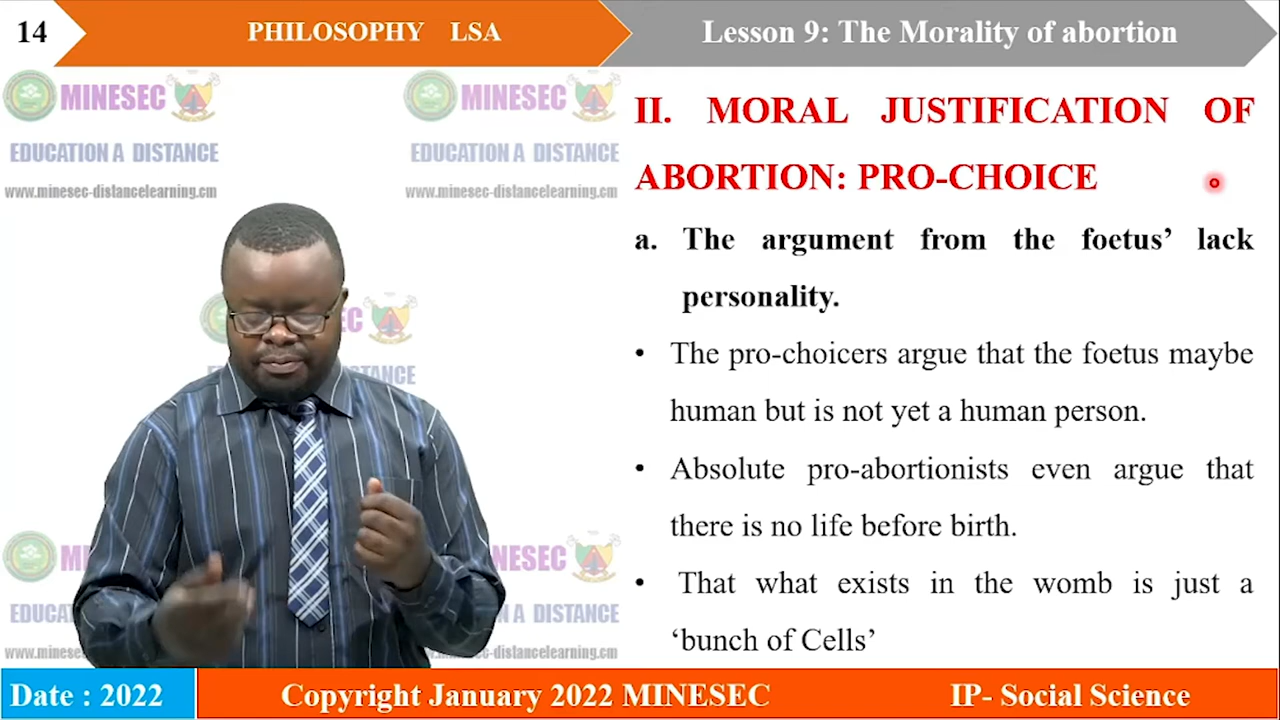 14
PHILOSOPHY LSA
Lesson 9: The Morality of abortion
MINESEC
MINESEC
EDUCATION A DISTANCE
EDUCATION A DISTANCE
www.minesec-distancelearning.cm
www.minesec-distancelearning.cm
II. MORAL JUSTIFICATION OF
ABORTION: PRO-CHOICE
a. The argument from the foetus’ lack
personality.
• The pro-choicers argue that the foetus maybe
human but is not yet a human person.
• Absolute pro-abortionists even argue that
there is no life before birth.
• That what exists in the womb is just a
‘bunch of Cells’
Date : 2022
Copyright January 2022 MINESEC
IP- Social Science